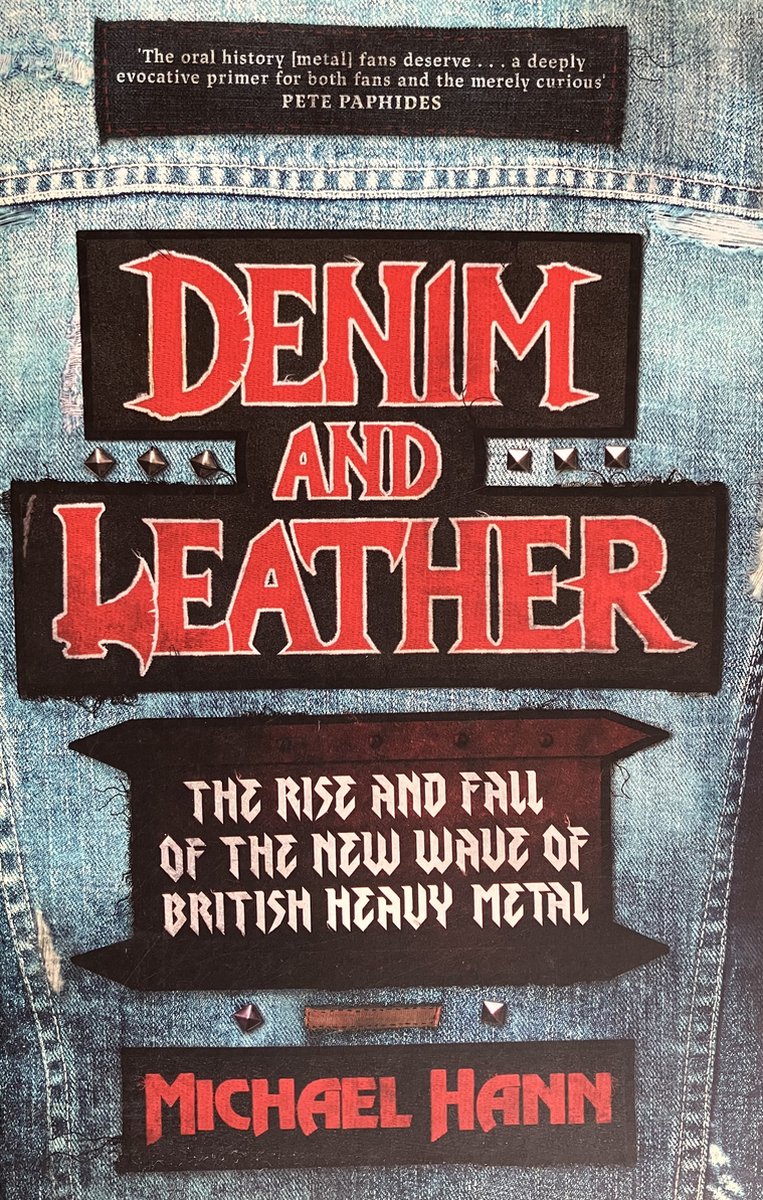 'The oral history [metal] fans deserve . . . a deeply
evocative primer for both fans and the merely curious'
PETE PAPHIDES
DENIM
AND
LEATHER
THE RISE AND FALL
OF THE NEW WAVE OF
BRITISH HEAVY METAL
MICHAEL HANN